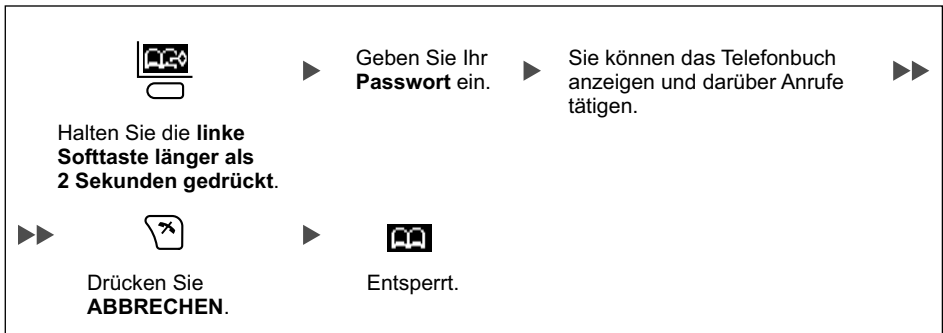 Halten Sie die linke
Softtaste länger als
2 Sekunden gedrückt.
Geben Sie Ihr
Passwort ein.
Sie können das Telefonbuch
anzeigen und darüber Anrufe
tätigen.
Drücken Sie
ABBRECHEN.
Entsperrt.